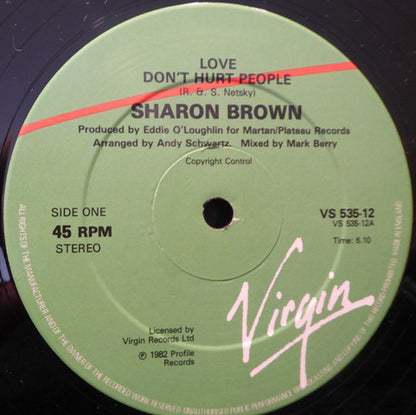 LOVE
DON'T HURT PEOPLE
(R. & S. Netsky)
SHARON BROWN
Produced by Eddie O'Loughlin for Martan/Plateau Records
Arranged by Andy Schwartz. Mixed by Mark Berry
Copyright Control
SIDE ONE
45 RPM
STEREO
VS 535-12
VS 535-12A
Time: 6.10
Virgin
Licensed by
Virgin Records Ltd
℗ 1982 Profile
Records
ALL RIGHTS OF THE MANUFACTURER AND OF THE OWNER OF THE RECORDED WORK RESERVED. UNAUTHORISED PUBLIC PERFORMANCE BROADCASTING AND COPYING OF THIS RECORD PROHIBITED. MADE IN ENGLAND